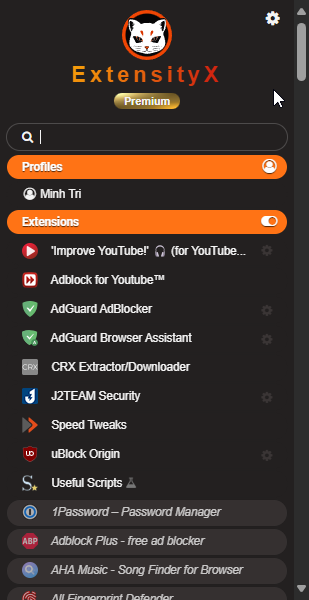 ExtensityX
Premium
Profiles
Minh Tri
Extensions
'Improve YouTube!' 🎧 (for YouTube...
Adblock for Youtube™
AdGuard AdBlocker
AdGuard Browser Assistant
CRX
CRX Extractor/Downloader
J2TEAM Security
Speed Tweaks
uBlock Origin
Useful Scripts
1Password – Password Manager
ABP
Adblock Plus - free ad blocker
AHA Music - Song Finder for Browser
All Fingerprint Defender